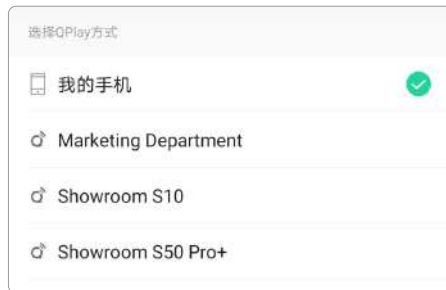 选择QPlay方式
我的手机
Marketing Department
Showroom S10
Showroom S50 Pro+